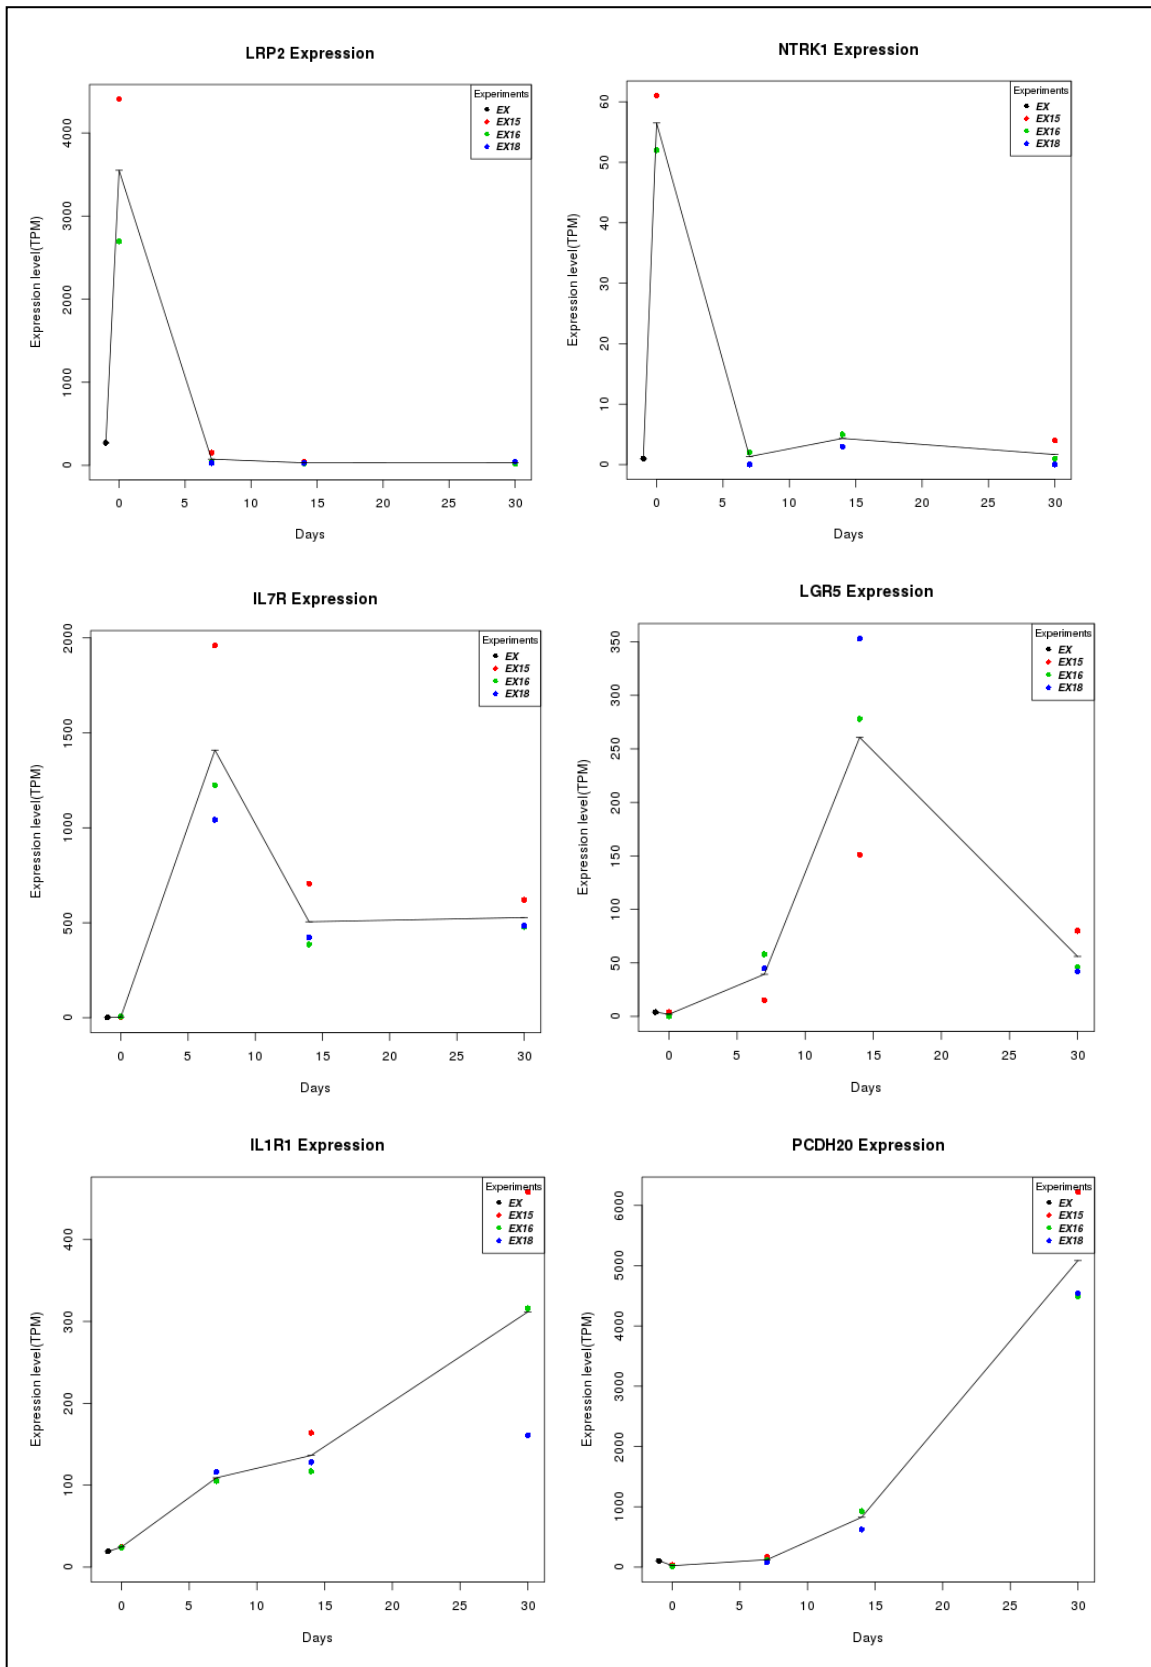 LRP2 Expression
Experiments
EX
EX15
EX16
EX18
Expression level(TPM)
0 1000 2000 3000 4000
0 5 10 15 20 25 30
Days
NTRK1 Expression
Experiments
EX
EX15
EX16
EX18
Expression level(TPM)
0 10 20 30 40 50 60
0 5 10 15 20 25 30
Days
IL7R Expression
Experiments
EX
EX15
EX16
EX18
Expression level(TPM)
0 500 1000 1500 2000
0 5 10 15 20 25 30
Days
LGR5 Expression
Experiments
EX
EX15
EX16
EX18
Expression level(TPM)
0 50 100 150 200 250 300 350
0 5 10 15 20 25 30
Days
IL1R1 Expression
Experiments
EX
EX15
EX16
EX18
Expression level(TPM)
0 100 200 300 400
0 5 10 15 20 25 30
Days
PCDH20 Expression
Experiments
EX
EX15
EX16
EX18
Expression level(TPM)
0 1000 2000 3000 4000 5000 6000
0 5 10 15 20 25 30
Days